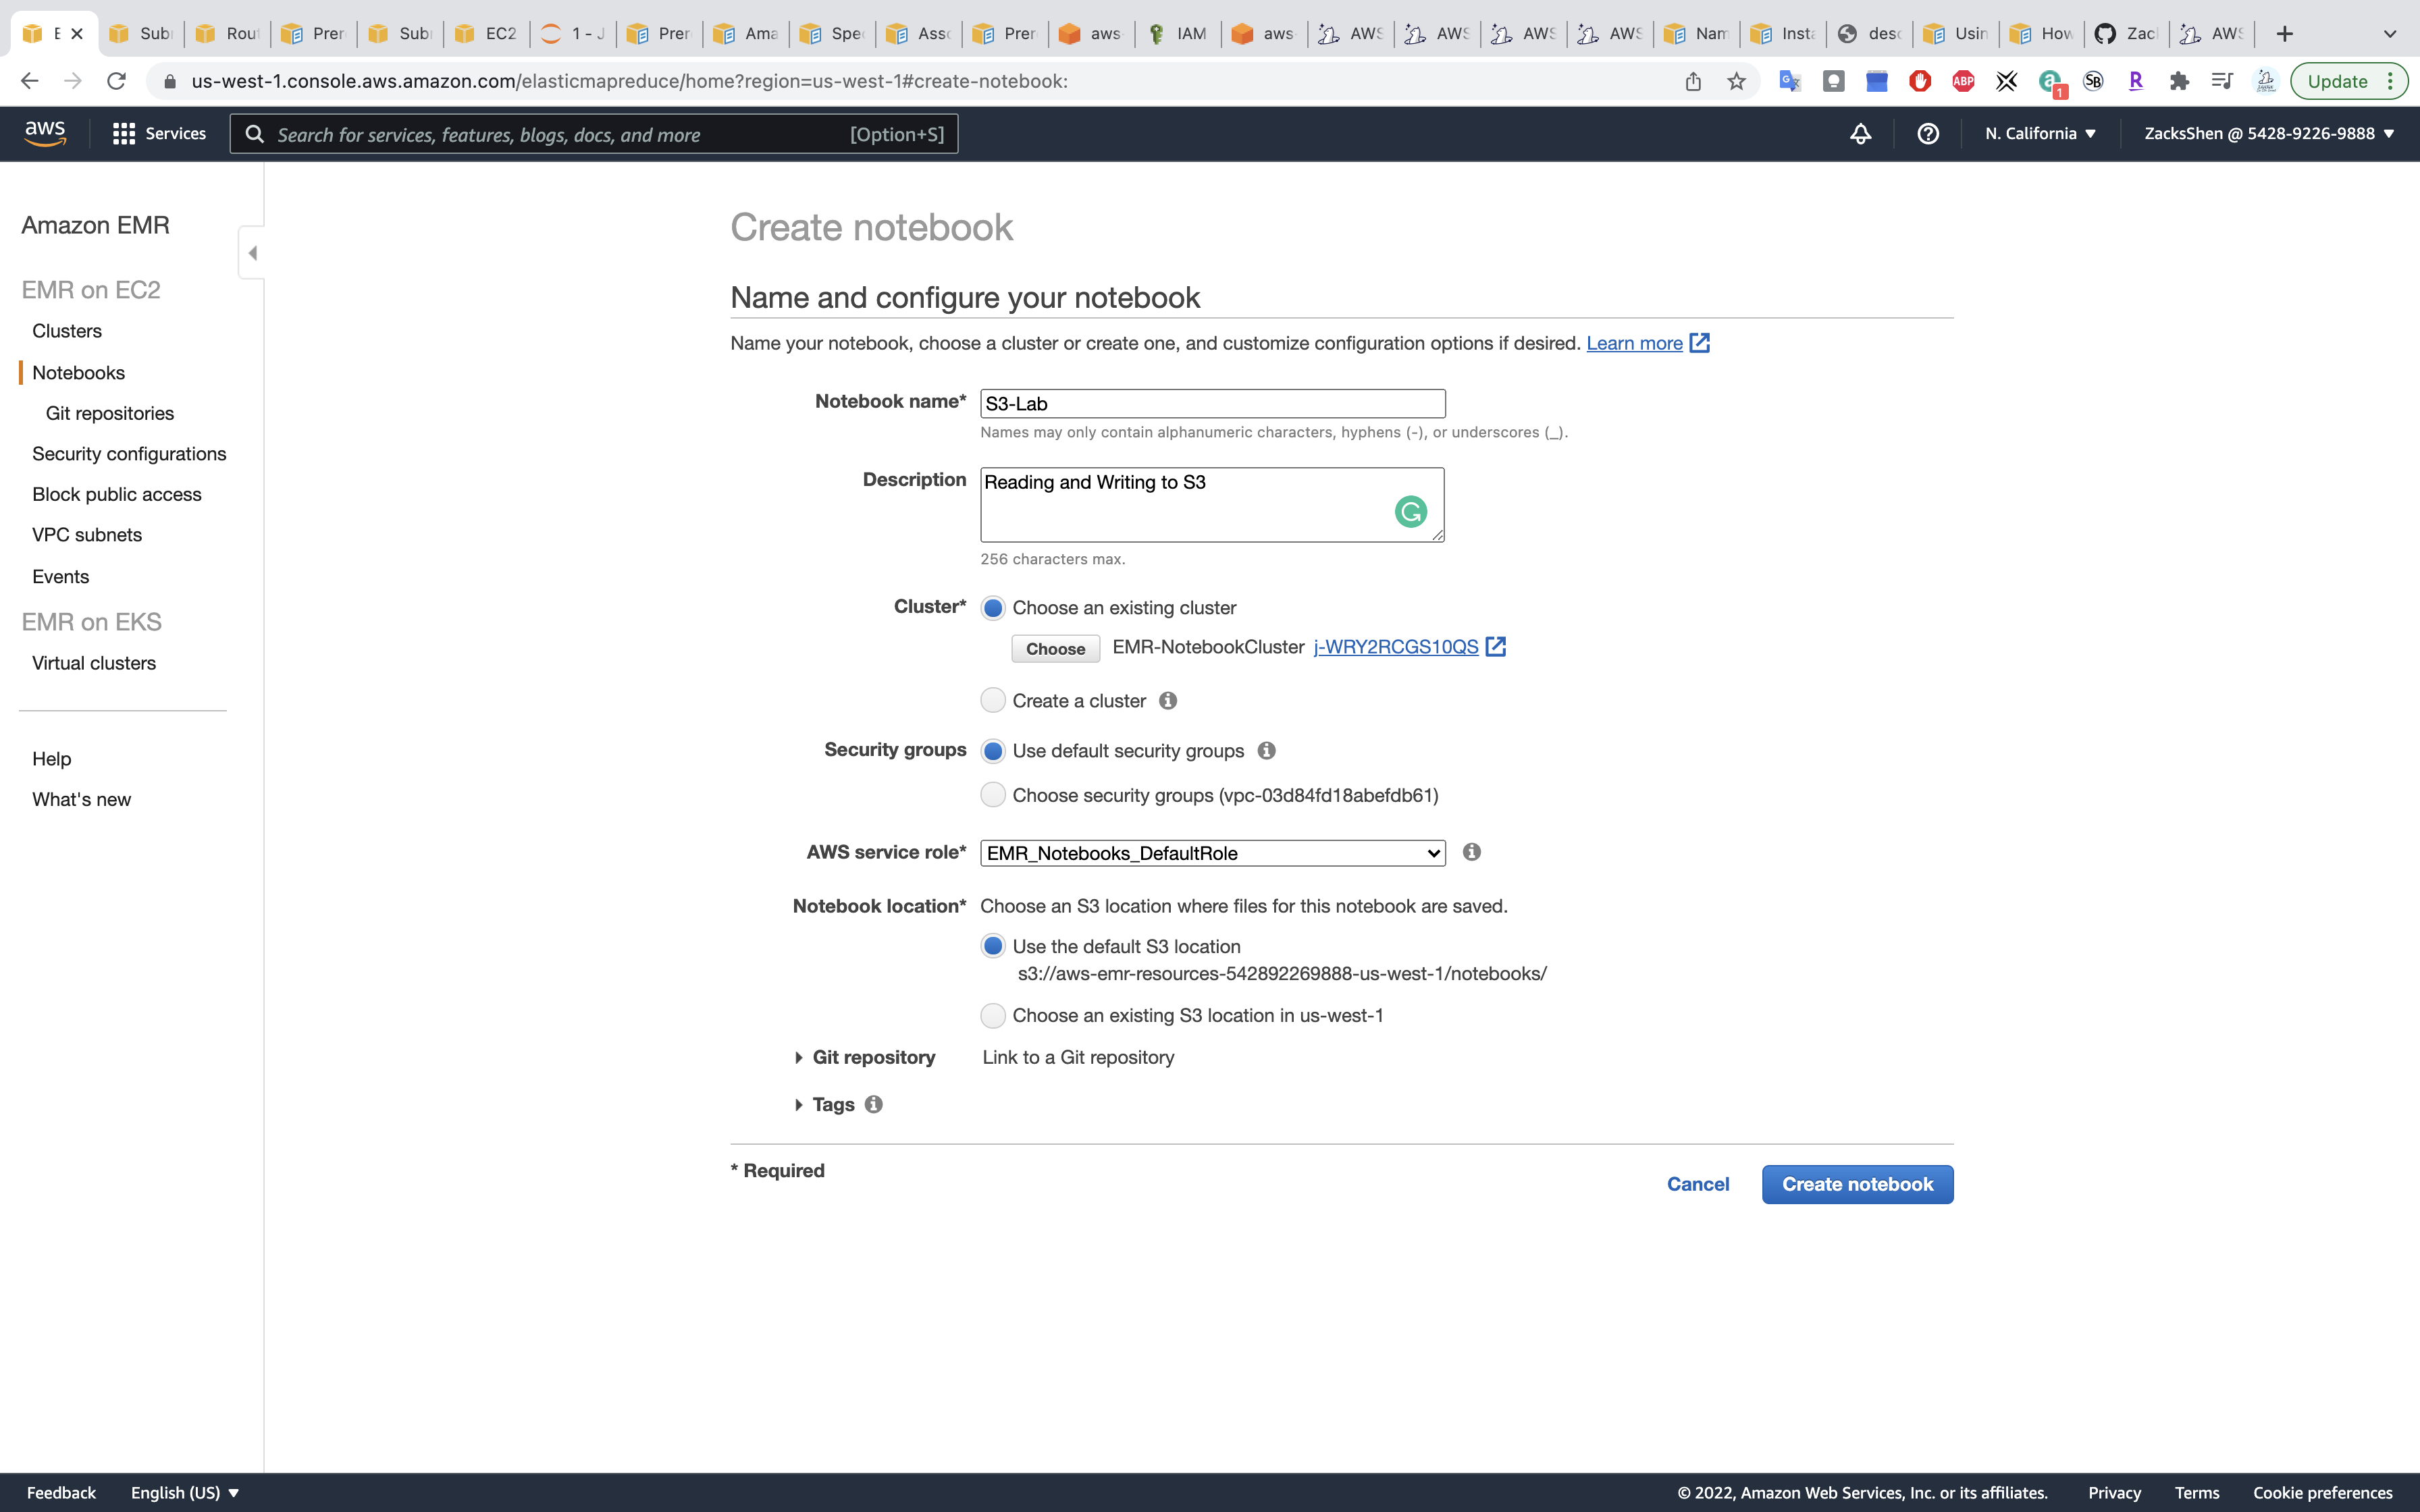 E Sub Rout Prer Sub EC2 1 - J Prer Ama Spe Asso Prer aws- IAM aws- AWS AWS AWS AWS Nam Insta desc Usin How Zac AWS
us-west-1.console.aws.amazon.com/elasticmapreduce/home?region=us-west-1#create-notebook:
ABP
1
SB
R
Update
aws
Services
Search for services, features, blogs, docs, and more
[Option+S]
N. California
ZacksShen @ 5428-9226-9888
Amazon EMR
EMR on EC2
Clusters
Notebooks
Git repositories
Security configurations
Block public access
VPC subnets
Events
EMR on EKS
Virtual clusters
Help
What's new
Create notebook
Name and configure your notebook
Name your notebook, choose a cluster or create one, and customize configuration options if desired. Learn more
Notebook name* S3-Lab
Names may only contain alphanumeric characters, hyphens (-), or underscores (_).
Description Reading and Writing to S3
256 characters max.
Cluster* Choose an existing cluster
Choose EMR-NotebookCluster j-WRY2RCGS10QS
Create a cluster
Security groups Use default security groups
Choose security groups (vpc-03d84fd18abefdb61)
AWS service role* EMR_Notebooks_DefaultRole
Notebook location* Choose an S3 location where files for this notebook are saved.
Use the default S3 location
s3://aws-emr-resources-542892269888-us-west-1/notebooks/
Choose an existing S3 location in us-west-1
Git repository Link to a Git repository
Tags
* Required
Cancel
Create notebook
Feedback
English (US)
© 2022, Amazon Web Services, Inc. or its affiliates.
Privacy
Terms
Cookie preferences